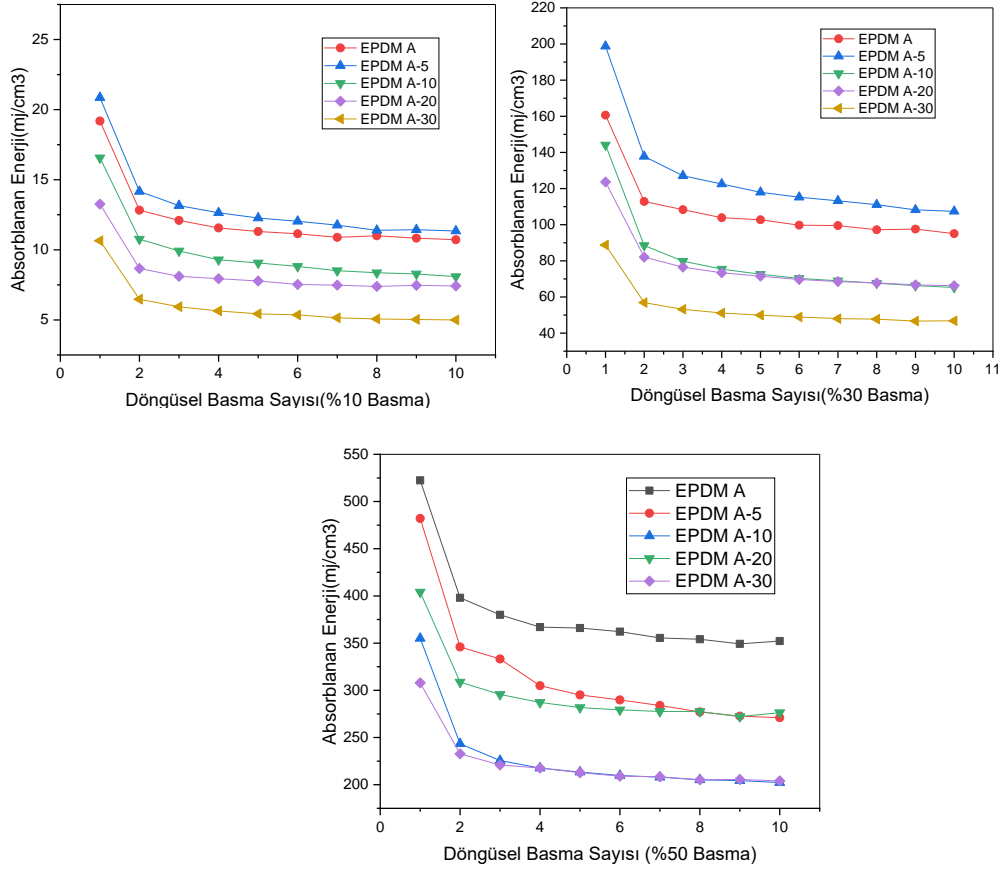 25
20
15
10
5
0
2
4
6
8
10
Absorblanan Enerji(mj/cm3)
Döngüsel Basma Sayısı(%10 Basma)
EPDM A
EPDM A-5
EPDM A-10
EPDM A-20
EPDM A-30
220
200
180
160
140
120
100
80
60
40
0
1
2
3
4
5
6
7
8
9
10
11
Absorblanan Enerji(mj/cm3)
Döngüsel Basma Sayısı(%30 Basma)
EPDM A
EPDM A-5
EPDM A-10
EPDM A-20
EPDM A-30
550
500
450
400
350
300
250
200
0
2
4
6
8
10
Absorblanan Enerji(mj/cm3)
Döngüsel Basma Sayısı (%50 Basma)
EPDM A
EPDM A-5
EPDM A-10
EPDM A-20
EPDM A-30